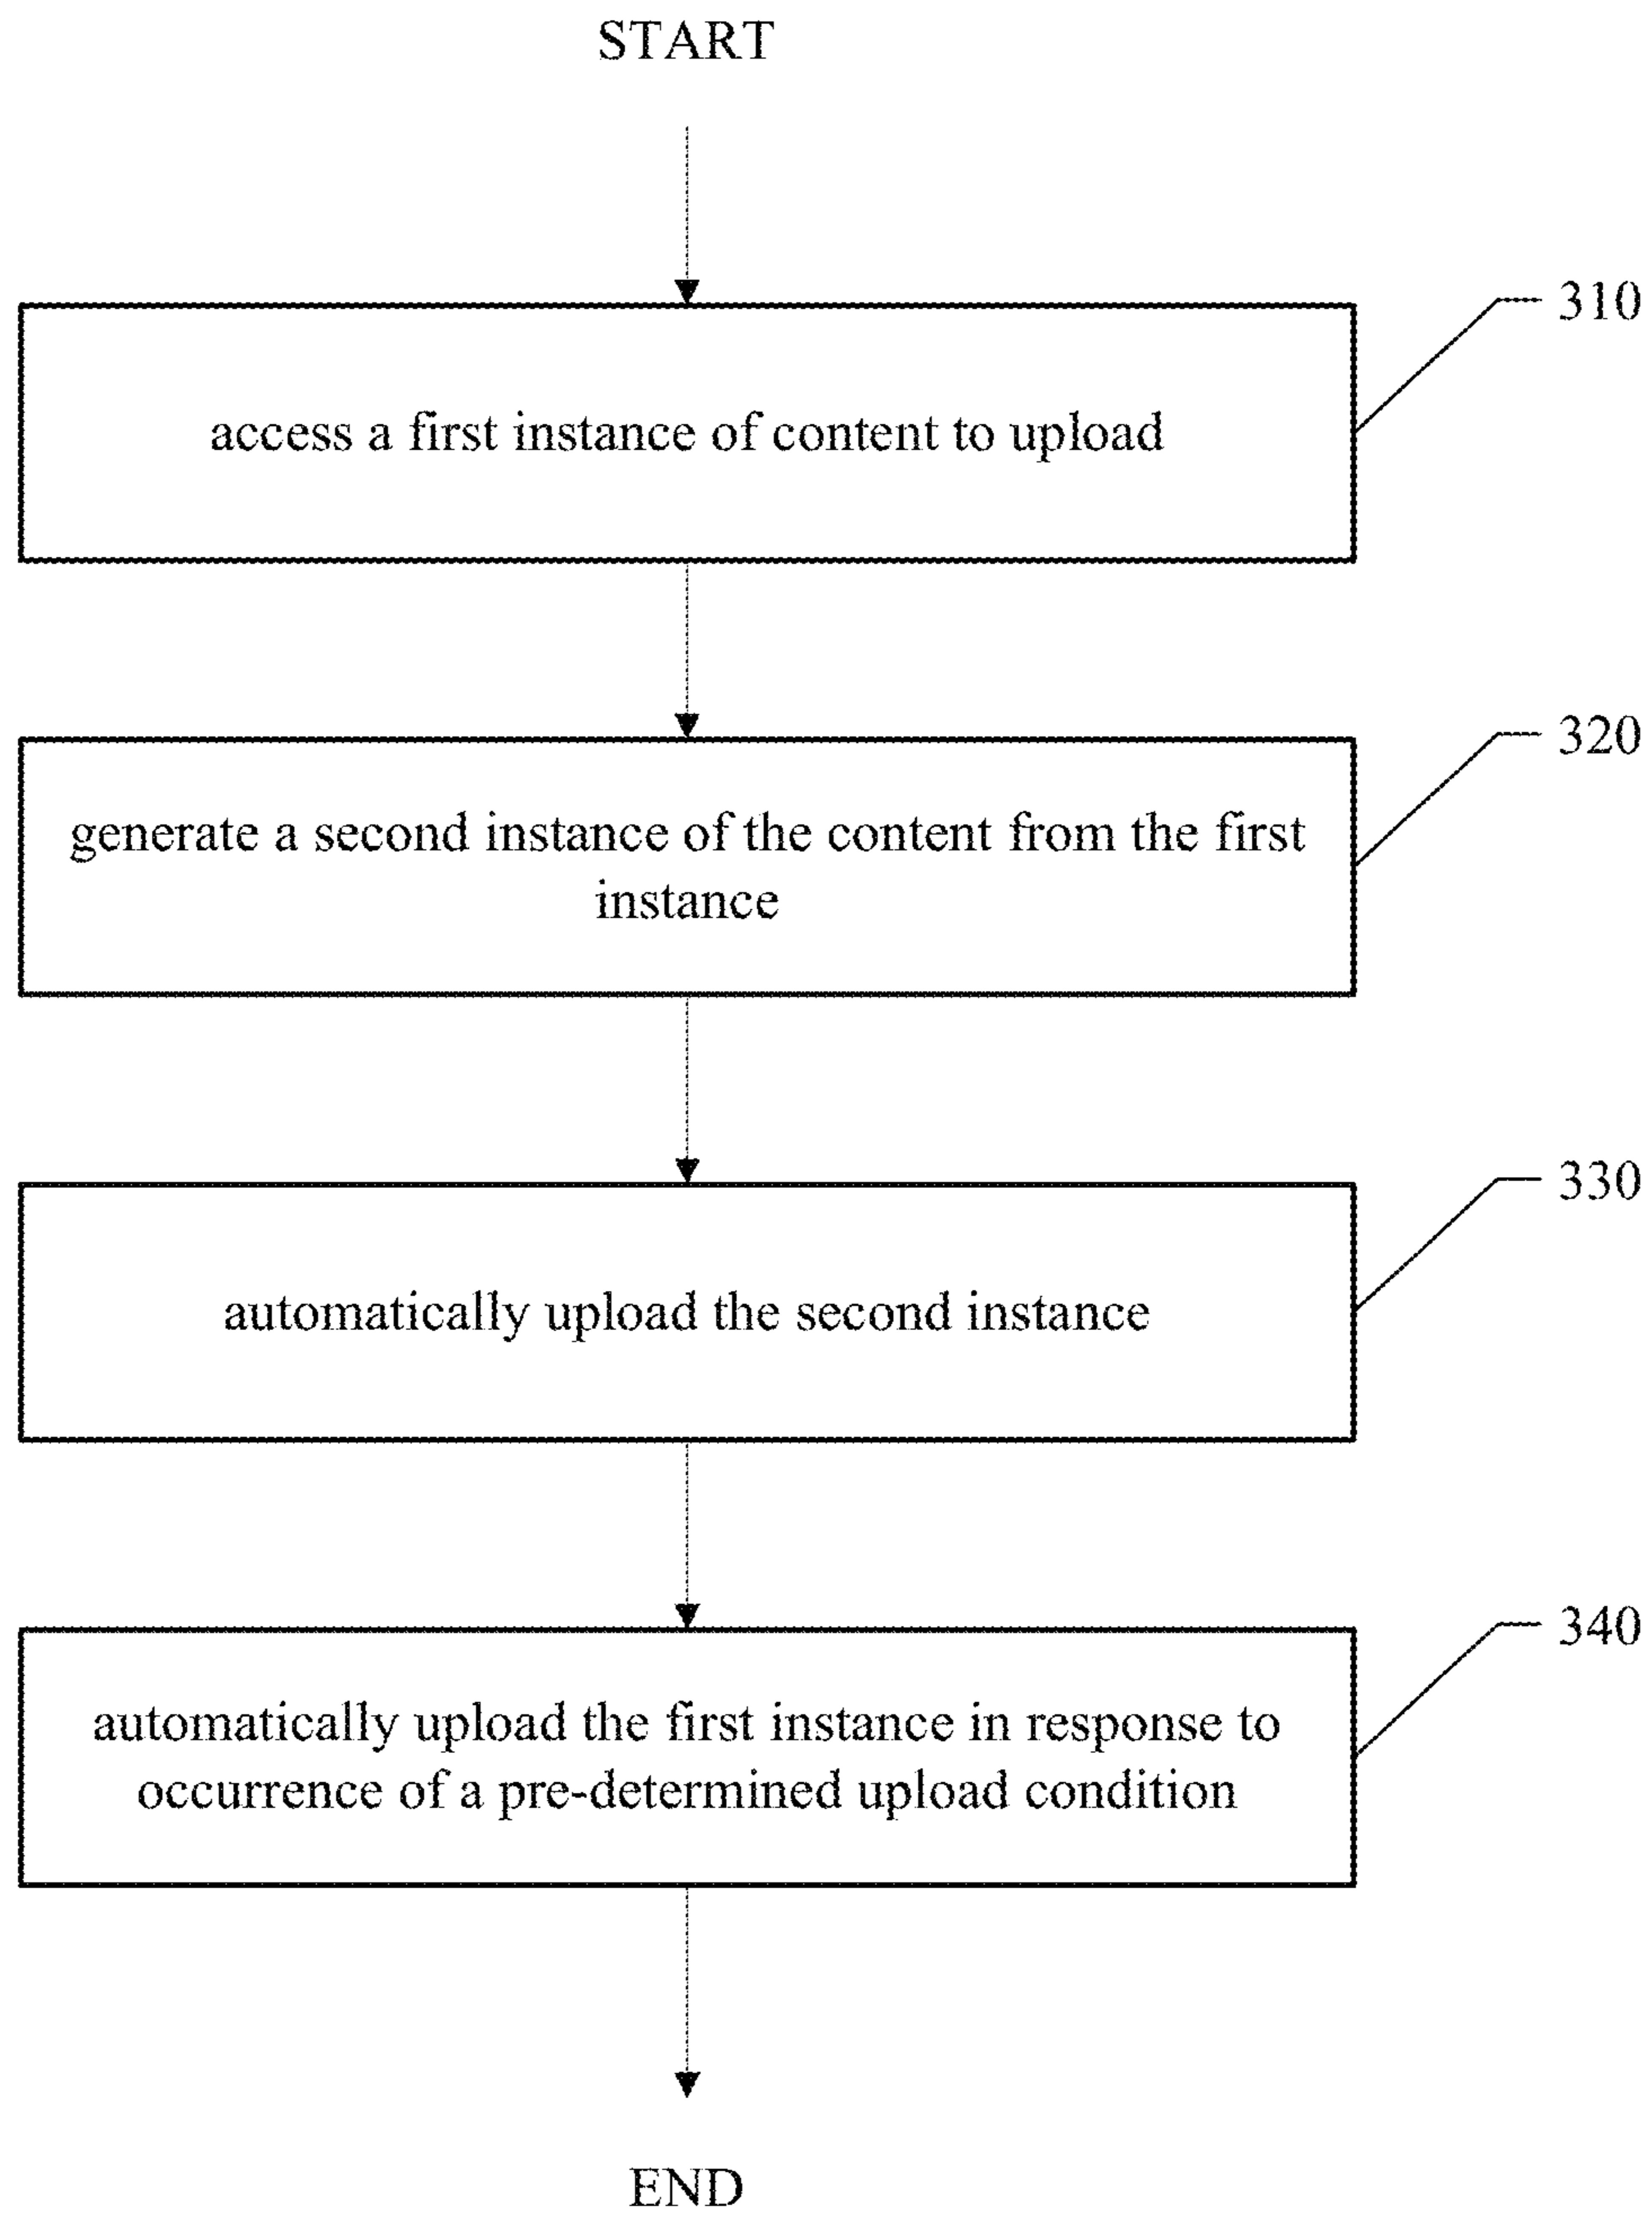 START
310
access a first instance of content to upload
320
generate a second instance of the content from the first
instance
330
automatically upload the second instance
340
automatically upload the first instance in response to
occurrence of a pre-determined upload condition
END